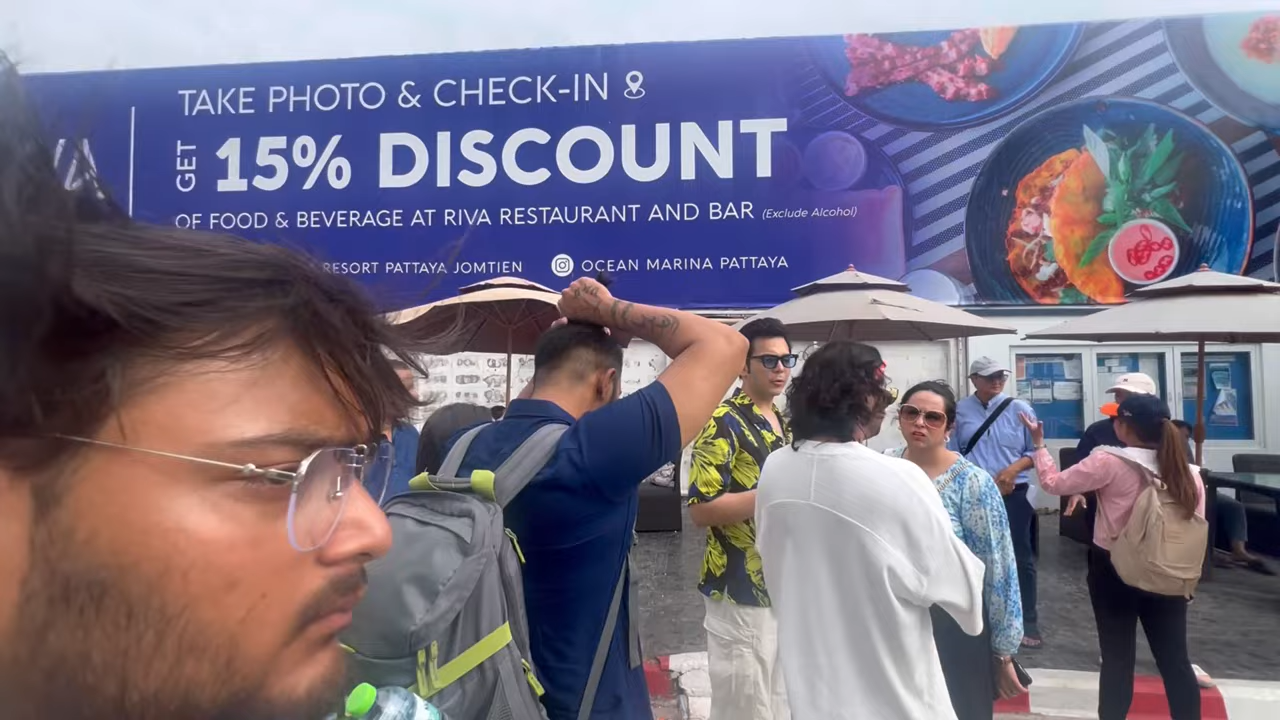 TAKE PHOTO & CHECK-IN
GET
15% DISCOUNT
OF FOOD & BEVERAGE AT RIVA RESTAURANT AND BAR (Exclude Alcohol)
RESORT PATTAYA JOMTIEN
OCEAN MARINA PATTAYA